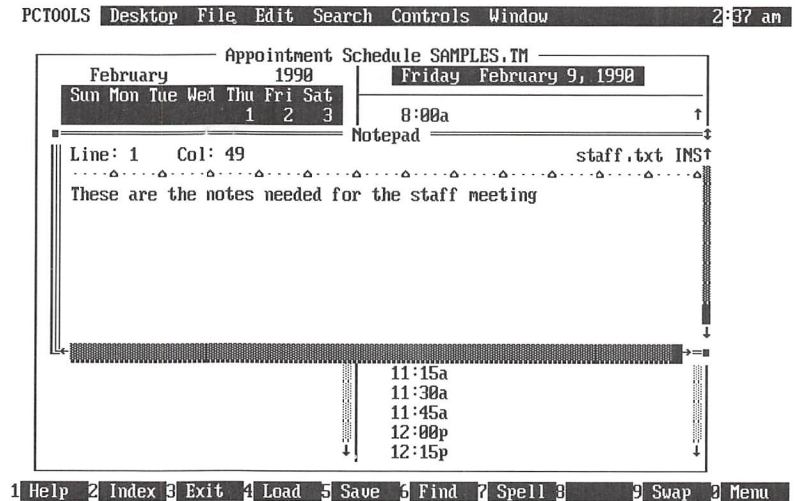 PCTOOLS Desktop File Edit Search Controls Window 2:37 am
Appointment Schedule SAMPLES.TM
February 1990 Friday February 9, 1990
Sun Mon Tue Wed Thu Fri Sat
1 2 3 8:00a
Notepad
Line: 1 Col: 49 staff.txt INS
These are the notes needed for the staff meeting
11:15a
11:30a
11:45a
12:00p
12:15p
1 Help 2 Index 3 Exit 4 Load 5 Save 6 Find 7 Spell 8 9 Swap 0 Menu